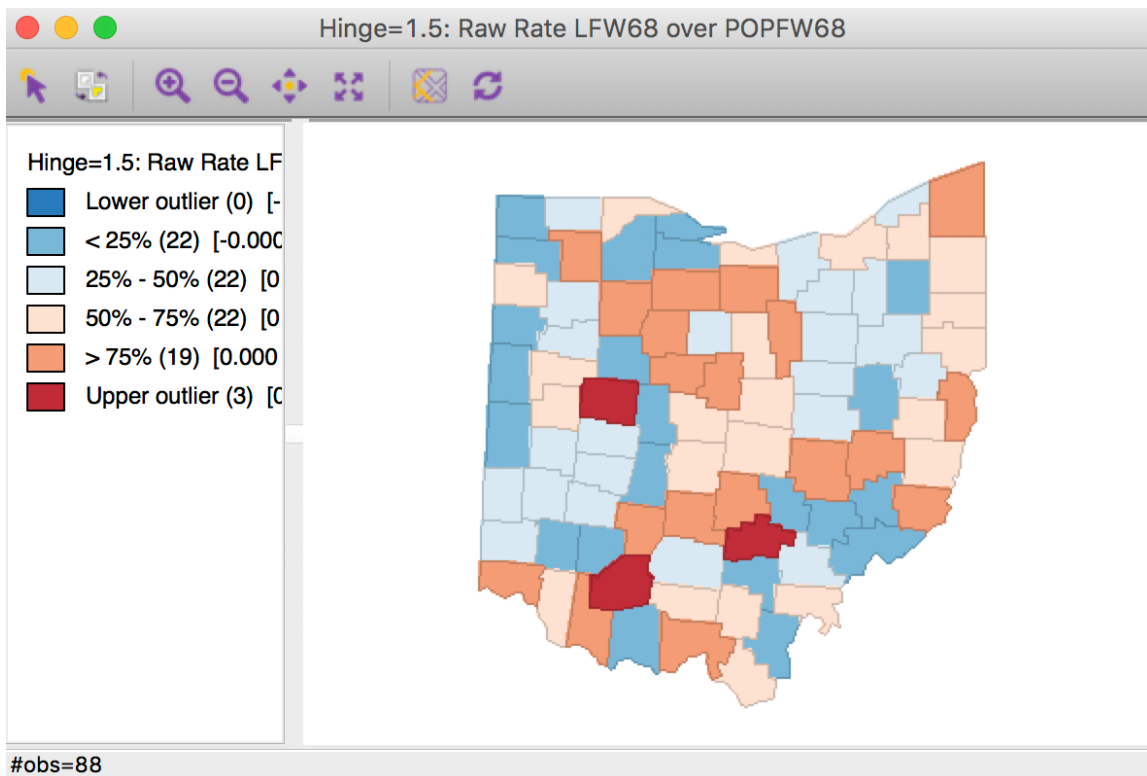 Hinge=1.5: Raw Rate LFW68 over POPFW68
Hinge=1.5: Raw Rate LF
Lower outlier (0) [-
< 25% (22) [-0.000
25% - 50% (22) [0
50% - 75% (22) [0
> 75% (19) [0.000
Upper outlier (3) [0
#obs=88